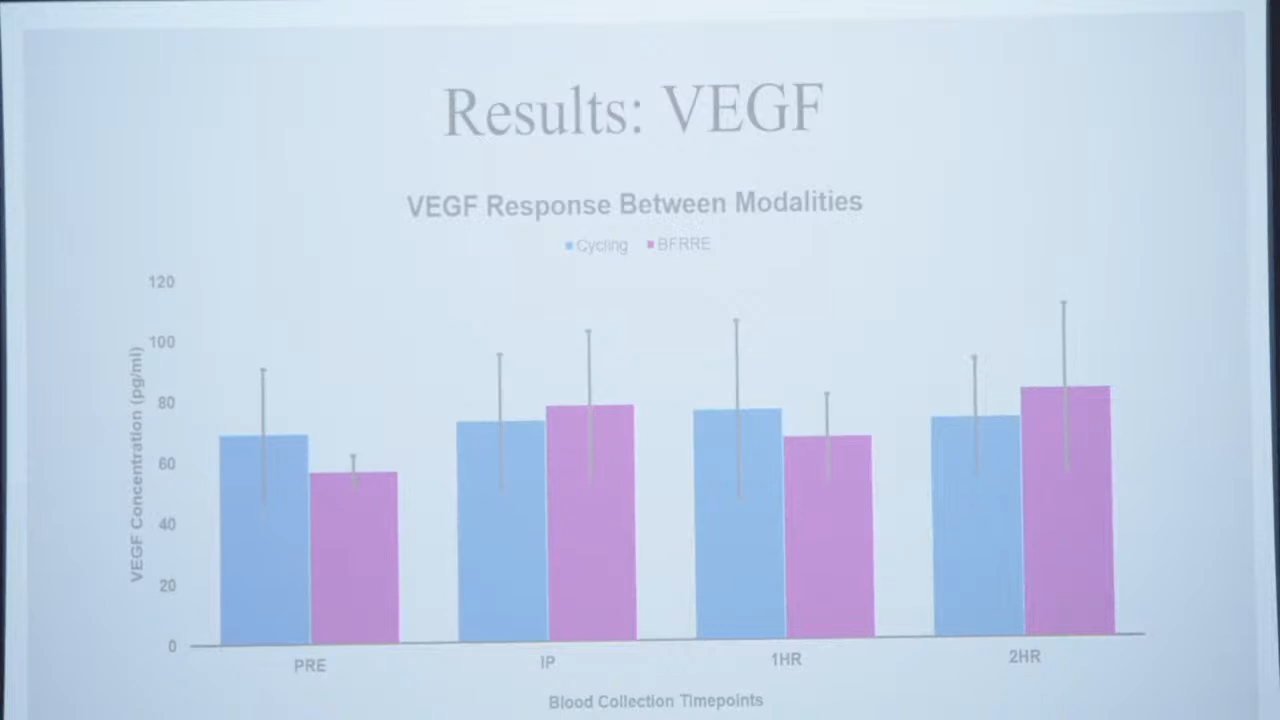 Results: VEGF
VEGF Response Between Modalities
Cycling BFRRE
120
100
80
60
40
20
0
VEGF Concentration (pg/ml)
PRE IP 1HR 2HR
Blood Collection Timepoints